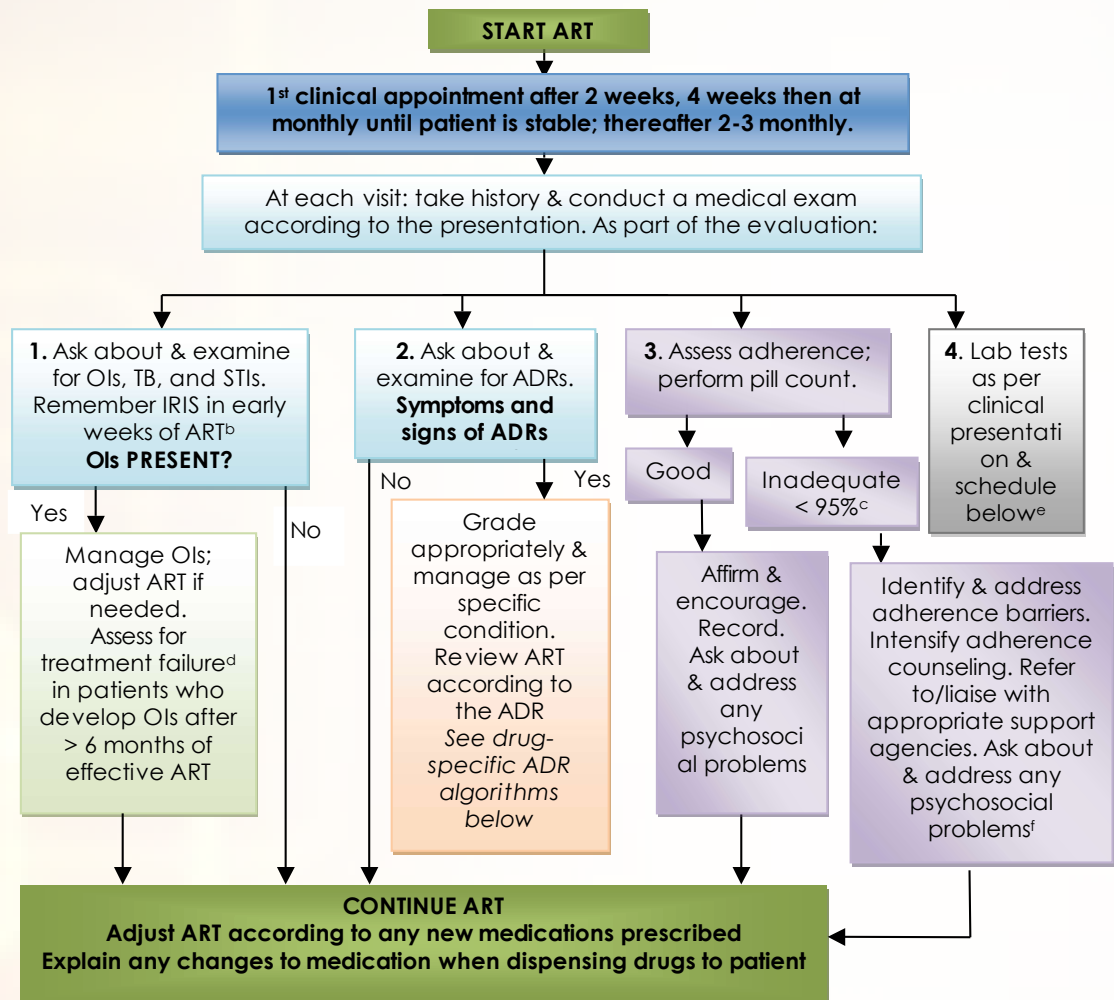 START ART
1st clinical appointment after 2 weeks, 4 weeks then at
monthly until patient is stable; thereafter 2-3 monthly.
At each visit: take history & conduct a medical exam
according to the presentation. As part of the evaluation:
1. Ask about & examine
for OIs, TB, and STIs.
Remember IRIS in early
weeks of ARTb
OIs PRESENT?
2. Ask about &
examine for ADRs.
Symptoms and
signs of ADRs
3. Assess adherence;
perform pill count.
4. Lab tests
as per
clinical
presentati
on &
schedule
belowe
Yes
No
No
Yes
Good
Inadequate
< 95%c
Manage OIs;
adjust ART if
needed.
Assess for
treatment failured
in patients who
develop OIs after
> 6 months of
effective ART
Grade
appropriately &
manage as per
specific
condition.
Review ART
according to
the ADR
See drug-
specific ADR
algorithms
below
Affirm &
encourage.
Record.
Ask about
& address
any
psychosoci
al problems
Identify & address
adherence barriers.
Intensify adherence
counseling. Refer
to/liaise with
appropriate support
agencies. Ask about
& address any
psychosocial
problemsf
CONTINUE ART
Adjust ART according to any new medications prescribed
Explain any changes to medication when dispensing drugs to patient